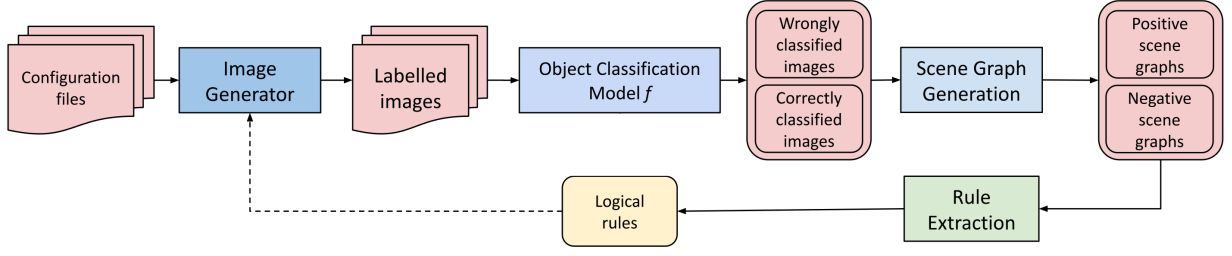 Configuration
files
Image
Generator
Labelled
images
Object Classification
Model f
Wrongly
classified
images
Correctly
classified
images
Scene Graph
Generation
Positive
scene
graphs
Negative
scene
graphs
Logical
rules
Rule
Extraction